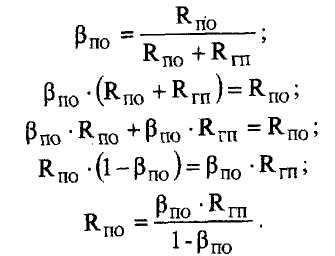 β_ПО = R_ПО / (R_ПО + R_ГП);
β_ПО · (R_ПО + R_ГП) = R_ПО;
β_ПО · R_ПО + β_ПО · R_ГП = R_ПО;
R_ПО · (1 − β_ПО) = β_ПО · R_ГП;
R_ПО = (β_ПО · R_ГП) / (1 - β_ПО).